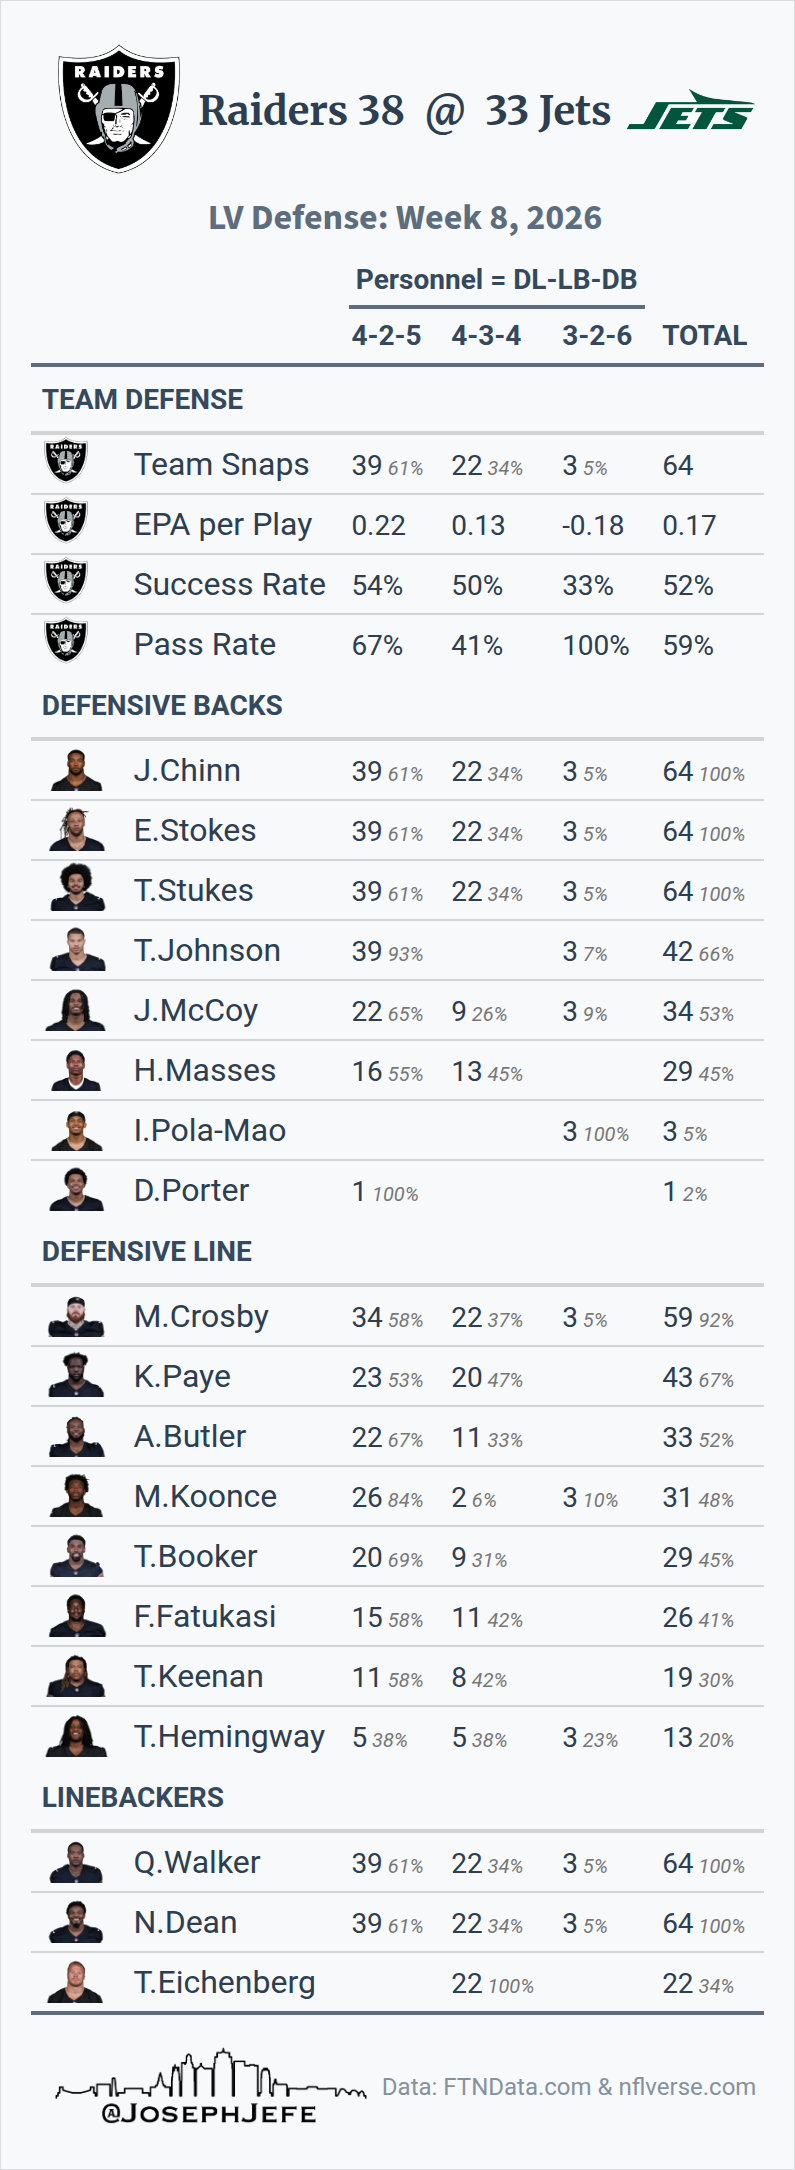 RAIDERS
Raiders 38 @ 33 Jets
JETS
LV Defense: Week 8, 2026
Personnel = DL-LB-DB
4-2-5 4-3-4 3-2-6 TOTAL
TEAM DEFENSE
RAIDERS Team Snaps 39 61% 22 34% 3 5% 64
RAIDERS EPA per Play 0.22 0.13 -0.18 0.17
RAIDERS Success Rate 54% 50% 33% 52%
RAIDERS Pass Rate 67% 41% 100% 59%
DEFENSIVE BACKS
J.Chinn 39 61% 22 34% 3 5% 64 100%
E.Stokes 39 61% 22 34% 3 5% 64 100%
T.Stukes 39 61% 22 34% 3 5% 64 100%
T.Johnson 39 93% 3 7% 42 66%
J.McCoy 22 65% 9 26% 3 9% 34 53%
H.Masses 16 55% 13 45% 29 45%
I.Pola-Mao 3 100% 3 5%
D.Porter 1 100% 1 2%
DEFENSIVE LINE
M.Crosby 34 58% 22 37% 3 5% 59 92%
K.Paye 23 53% 20 47% 43 67%
A.Butler 22 67% 11 33% 33 52%
M.Koonce 26 84% 2 6% 3 10% 31 48%
T.Booker 20 69% 9 31% 29 45%
F.Fatukasi 15 58% 11 42% 26 41%
T.Keenan 11 58% 8 42% 19 30%
T.Hemingway 5 38% 5 38% 3 23% 13 20%
LINEBACKERS
Q.Walker 39 61% 22 34% 3 5% 64 100%
N.Dean 39 61% 22 34% 3 5% 64 100%
T.Eichenberg 22 100% 22 34%
@JOSEPHJEFE
Data: FTNData.com & nflverse.com